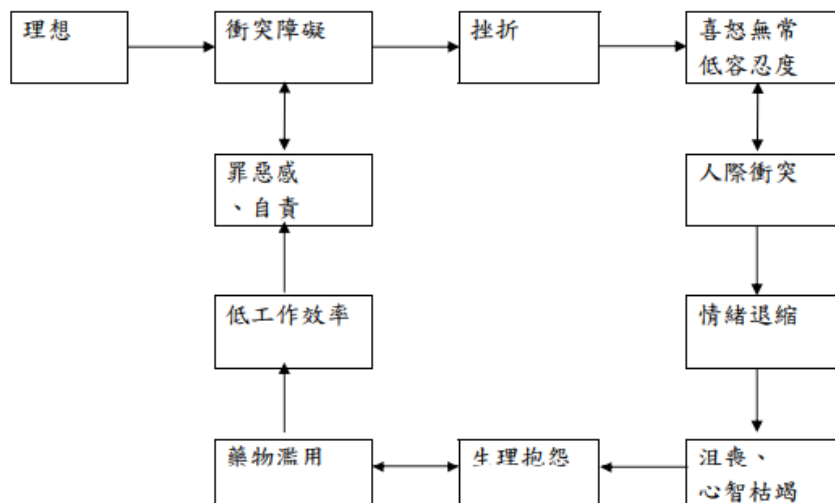 理想
衝突障礙
挫折
喜怒無常
低容忍度
罪惡感
、自責
人際衝突
低工作效率
情緒退縮
藥物濫用
生理抱怨
沮喪、
心智枯竭